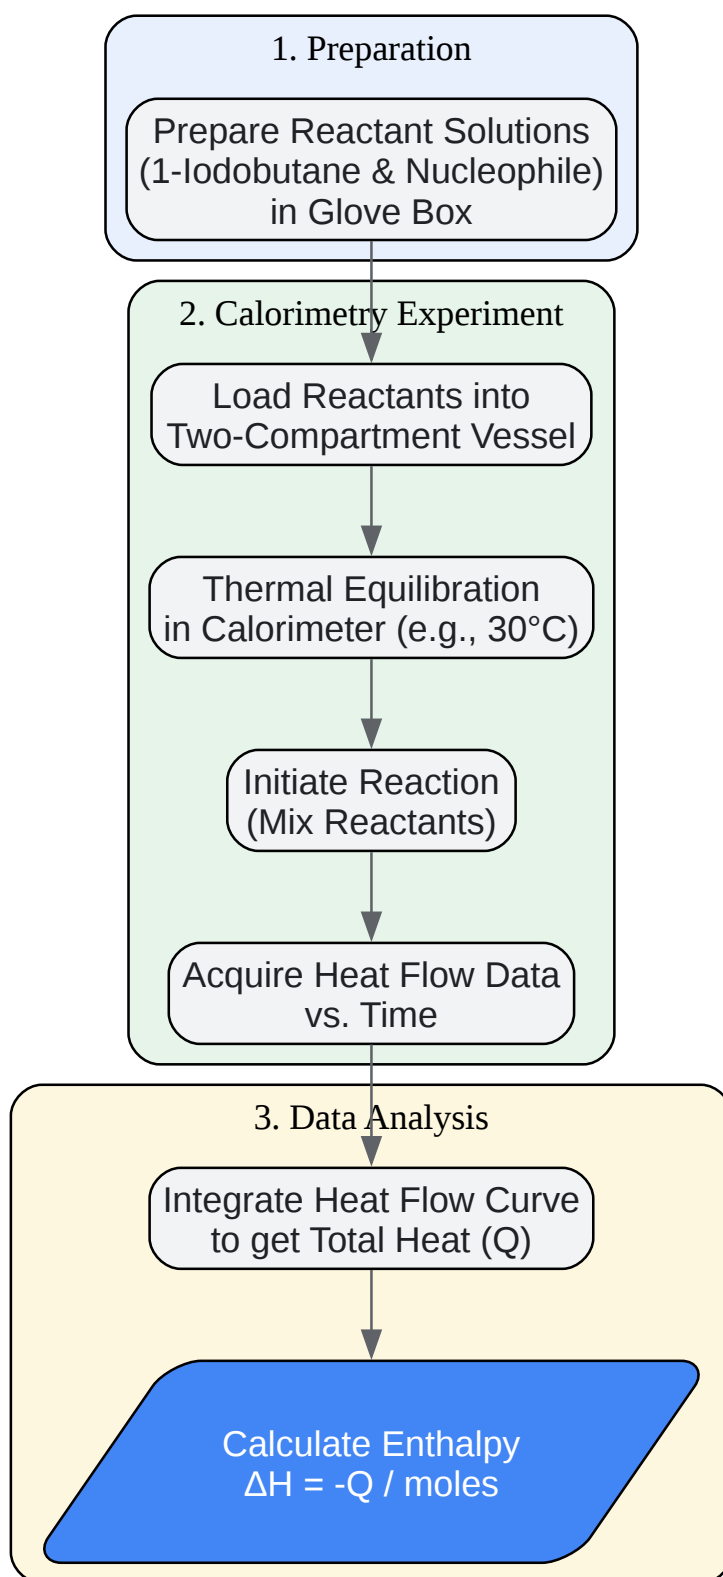 1. Preparation
Prepare Reactant Solutions
(1-Iodobutane & Nucleophile)
in Glove Box
2. Calorimetry Experiment
Load Reactants into
Two-Compartment Vessel
Thermal Equilibration
in Calorimeter (e.g., 30°C)
Initiate Reaction
(Mix Reactants)
Acquire Heat Flow Data
vs. Time
3. Data Analysis
Integrate Heat Flow Curve
to get Total Heat (Q)
Calculate Enthalpy
ΔH = -Q / moles